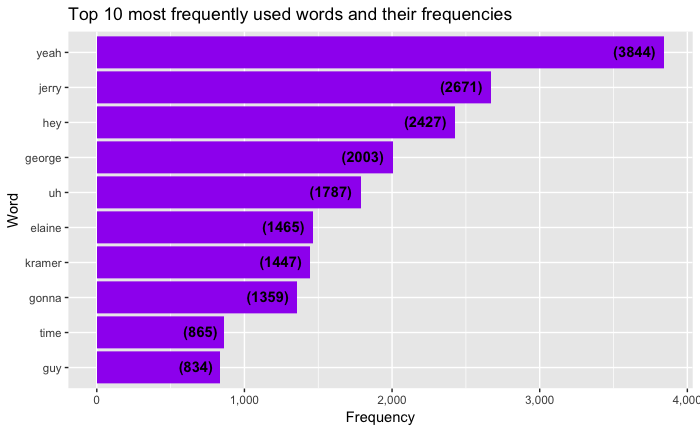 Top 10 most frequently used words and their frequencies
Word
yeah (3844)
jerry (2671)
hey (2427)
george (2003)
uh (1787)
elaine (1465)
kramer (1447)
gonna (1359)
time (865)
guy (834)
0 1,000 2,000 3,000 4,000
Frequency